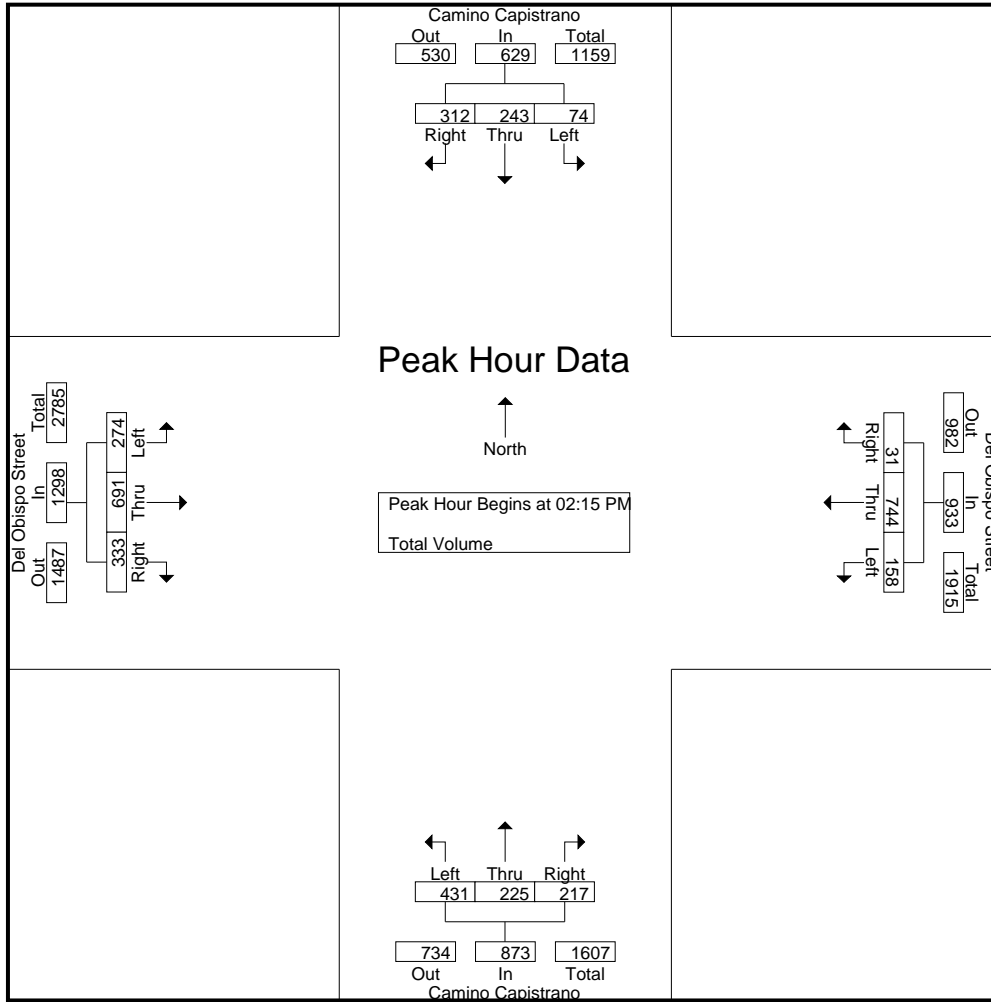 Camino Capistrano
Out In Total
530 629 1159
312 243 74
Right Thru Left
Peak Hour Data
North
Peak Hour Begins at 02:15 PM
Total Volume
Del Obispo Street
Out In Total
1487 1298 2785
333 691 274
Right Thru Left
Del Obispo Street
Out In Total
982 933 1915
31 744 158
Right Thru Left
Left Thru Right
431 225 217
734 873 1607
Out In Total
Camino Capistrano